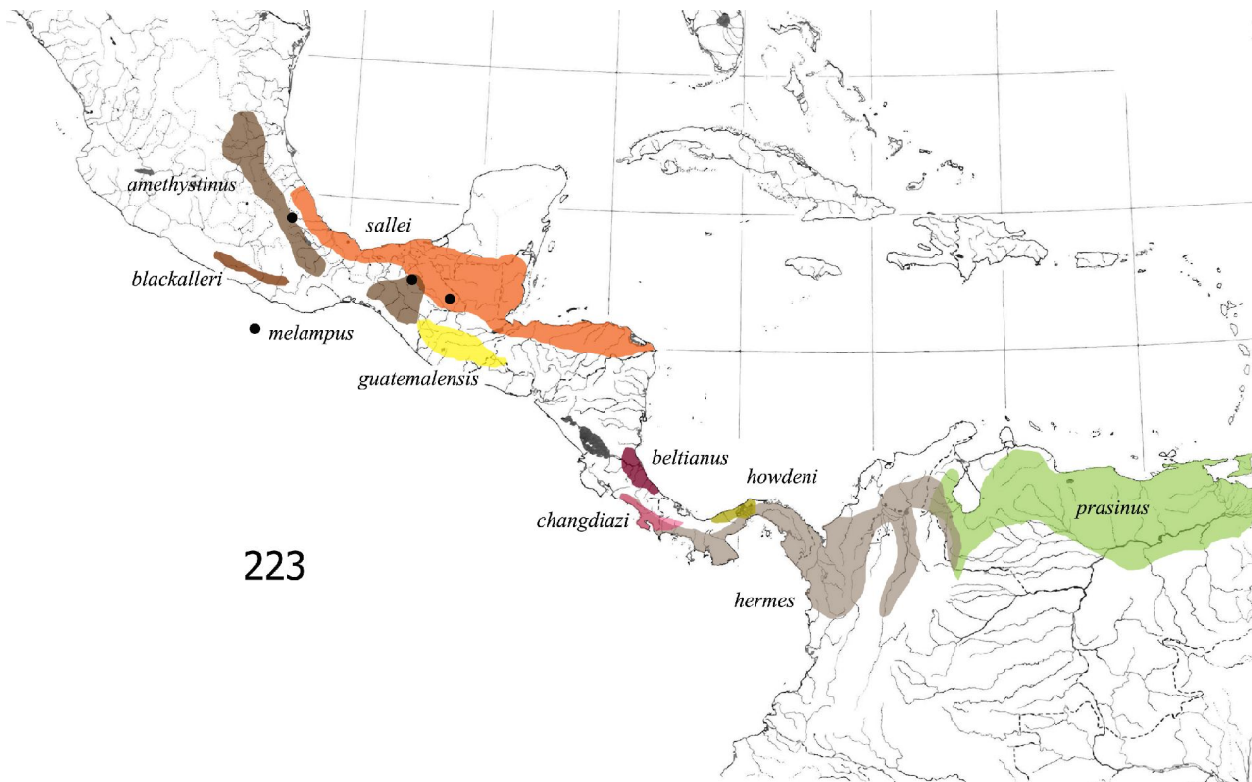 amethystinus
sallei
blackalleri
melampus
guatemalensis
beltianus
howdeni
changdiazi
prasinus
223
hermes